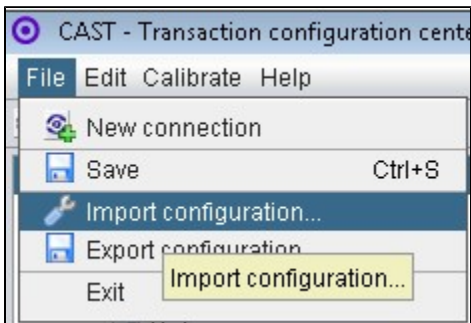 CAST - Transaction configuration cente
File Edit Calibrate Help
New connection
Save Ctrl+S
Import configuration...
Export configuration
Import configuration...
Exit